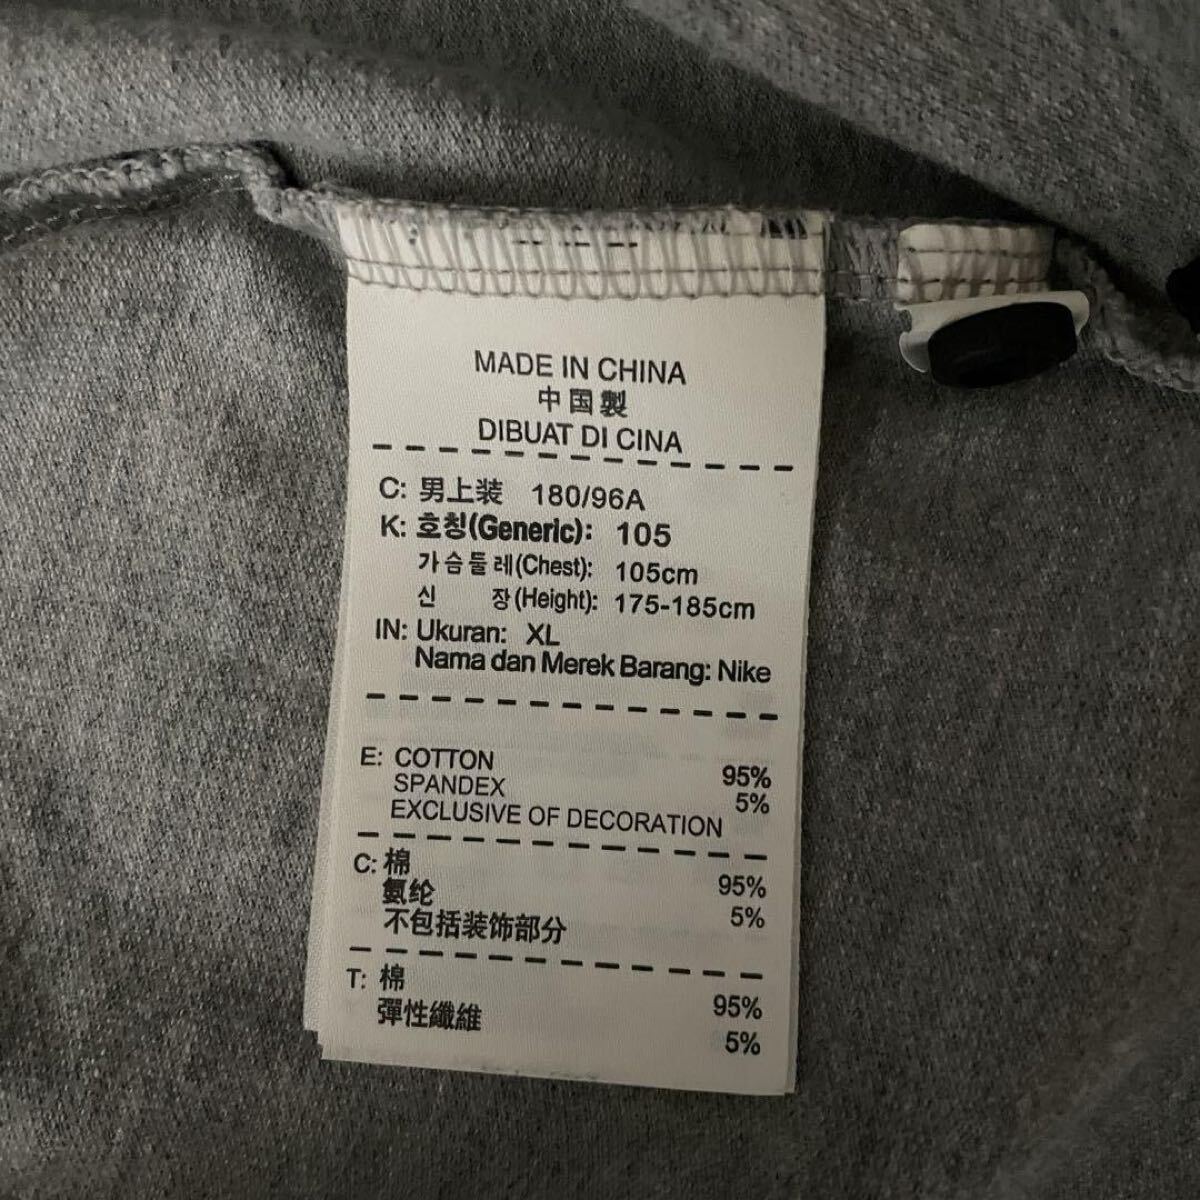 MADE IN CHINA
中国製
DIBUAT DI CINA
C: 男上装 180/96A
K: 호칭(Generic): 105
가슴둘레(Chest): 105cm
신 장(Height): 175-185cm
IN: Ukuran: XL
Nama dan Merek Barang: Nike
E: COTTON 95%
SPANDEX 5%
EXCLUSIVE OF DECORATION
C: 棉 95%
氨纶 5%
不包括装饰部分
T: 棉 95%
彈性纖維 5%